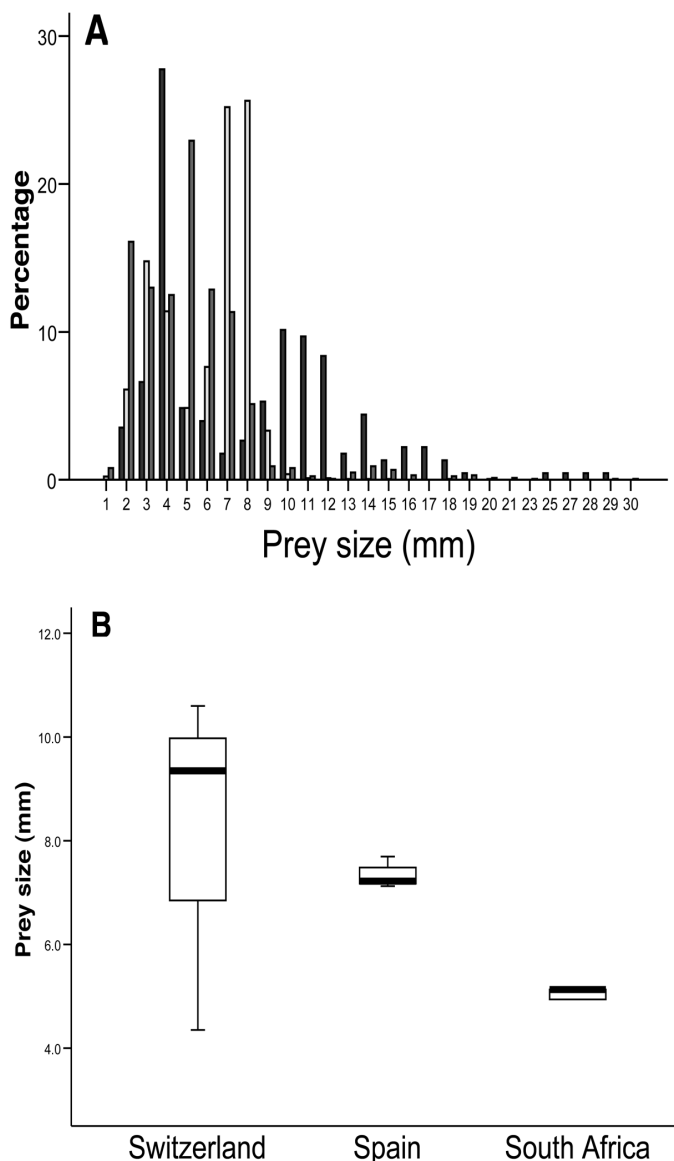 A
30
20
10
0
Percentage
1 2 3 4 5 6 7 8 9 10 11 12 13 14 15 16 17 18 19 20 21 23 25 27 28 29 30
Prey size (mm)
B
12.0
10.0
8.0
6.0
4.0
Prey size (mm)
Switzerland Spain South Africa